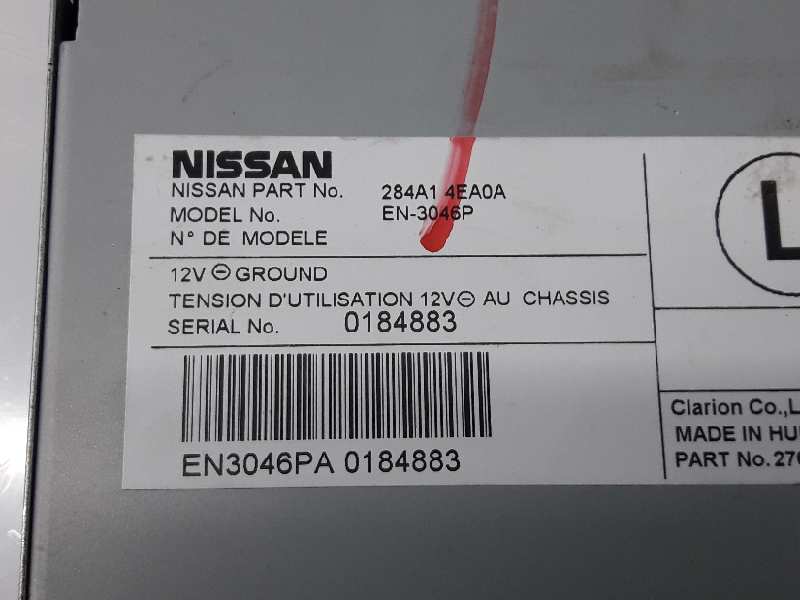 NISSAN
NISSAN PART No. 284A1 4EA0A
MODEL No. EN-3046P
N° DE MODELE
12V ⊖ GROUND
TENSION D'UTILISATION 12V ⊖ AU CHASSIS
SERIAL No. 0184883
EN3046PA 0184883
L
Clarion Co.,L
MADE IN HU
PART No. 276